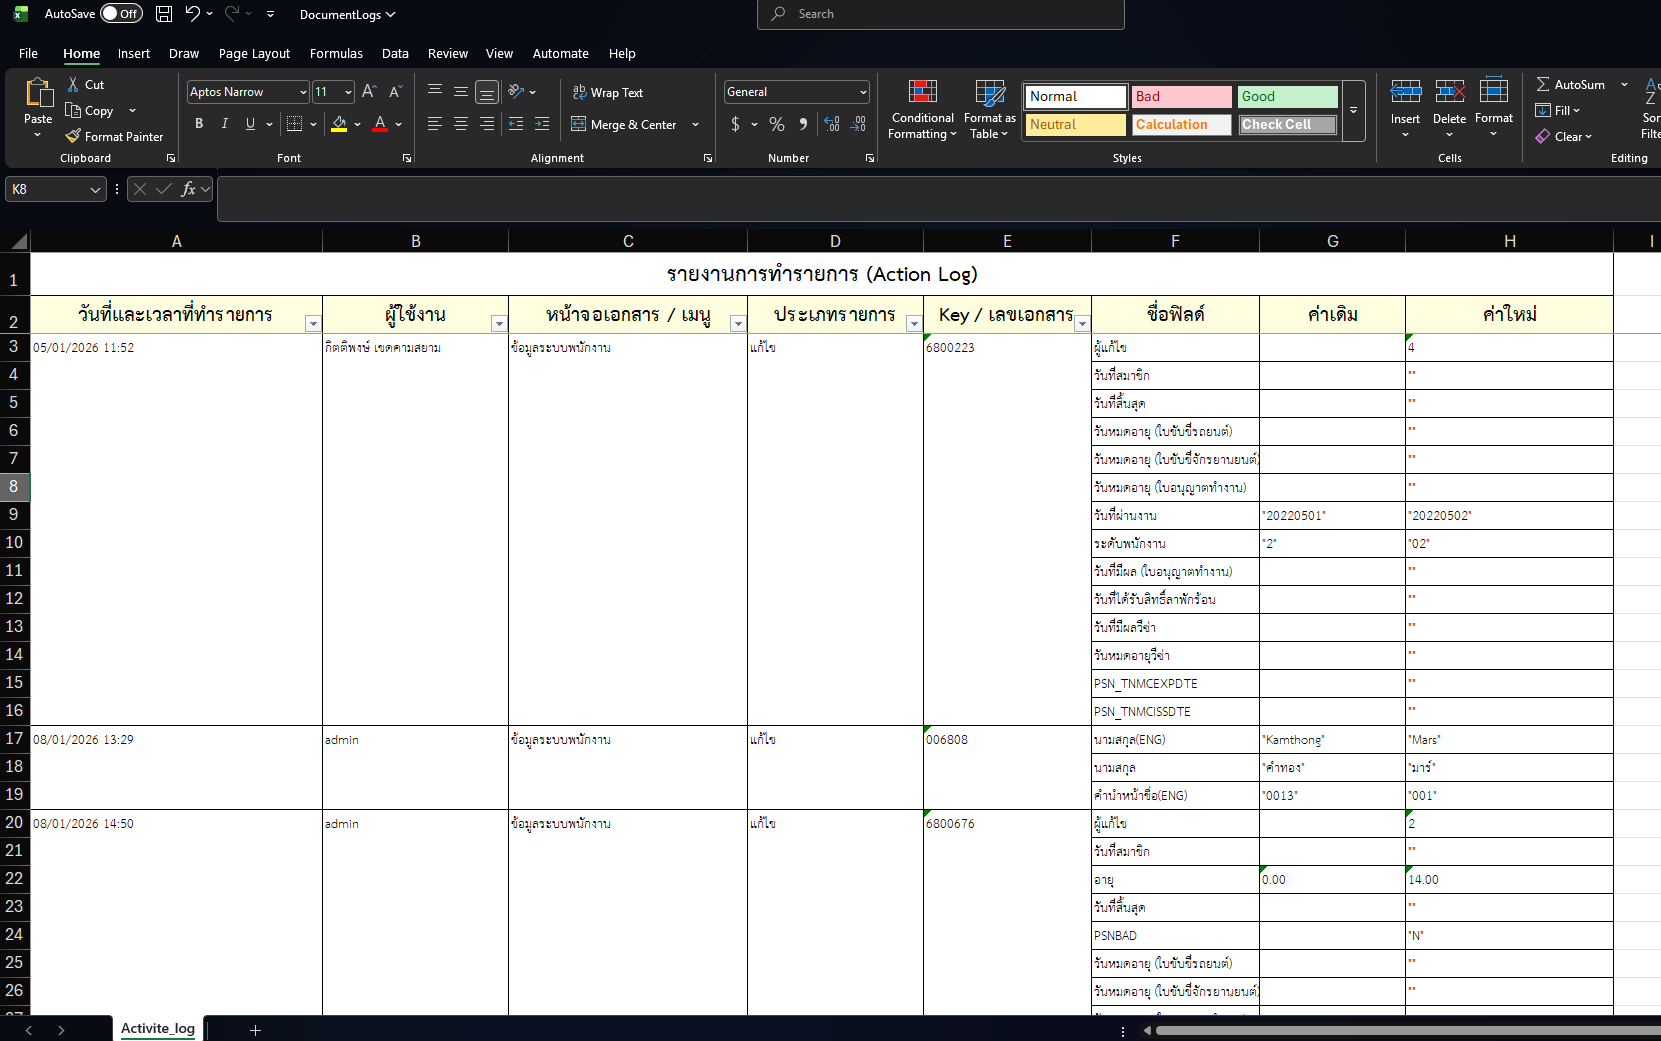 AutoSave Off DocumentLogs Search
File Home Insert Draw Page Layout Formulas Data Review View Automate Help
Paste Cut Copy Format Painter Clipboard
Aptos Narrow 11 A A B I U A Font
ab Wrap Text Merge & Center Alignment
General $ % , Number
Conditional Formatting Format as Table
Normal Bad Good
Neutral Calculation Check Cell
Styles
Insert Delete Format Cells
AutoSum Fill Clear Editing
K8 fx
A B C D E F G H I
1 รายงานการทำรายการ (Action Log)
2 วันที่และเวลาที่ทำรายการ ผู้ใช้งาน หน้าจอเอกสาร / เมนู ประเภทรายการ Key / เลขเอกสาร ชื่อฟิลด์ ค่าเดิม ค่าใหม่
3 05/01/2026 11:52 กิตติพงษ์ เขตคามสยาม ข้อมูลระบบพนักงาน แก้ไข 6800223 ผู้แก้ไข 4
4 วันที่สมาชิก ""
5 วันที่สิ้นสุด ""
6 วันหมดอายุ (ใบขับขี่รถยนต์) ""
7 วันหมดอายุ (ใบขับขี่จักรยานยนต์) ""
8 วันหมดอายุ (ใบอนุญาตทำงาน) ""
9 วันที่ผ่านงาน "20220501" "20220502"
10 ระดับพนักงาน "2" "02"
11 วันที่มีผล (ใบอนุญาตทำงาน) ""
12 วันที่ได้รับสิทธิ์ลาพักร้อน ""
13 วันที่มีผลวีซ่า ""
14 วันหมดอายุวีซ่า ""
15 PSN_TNMCEXPDTE ""
16 PSN_TNMCISSDTE ""
17 08/01/2026 13:29 admin ข้อมูลระบบพนักงาน แก้ไข 006808 นามสกุล(ENG) "Kamthong" "Mars"
18 นามสกุล "คำทอง" "มาร์"
19 คำนำหน้าชื่อ(ENG) "0013" "001"
20 08/01/2026 14:50 admin ข้อมูลระบบพนักงาน แก้ไข 6800676 ผู้แก้ไข 2
21 วันที่สมาชิก ""
22 อายุ 0.00 14.00
23 วันที่สิ้นสุด ""
24 PSNBAD "N"
25 วันหมดอายุ (ใบขับขี่รถยนต์) ""
26 วันหมดอายุ (ใบขับขี่จักรยานยนต์) ""
Activite_log